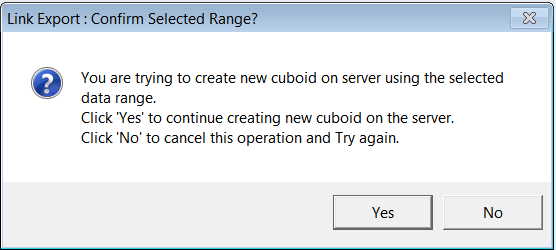 Link Export : Confirm Selected Range?
You are trying to create new cuboid on server using the selected
data range.
Click 'Yes' to continue creating new cuboid on the server.
Click 'No' to cancel this operation and Try again.
Yes
No